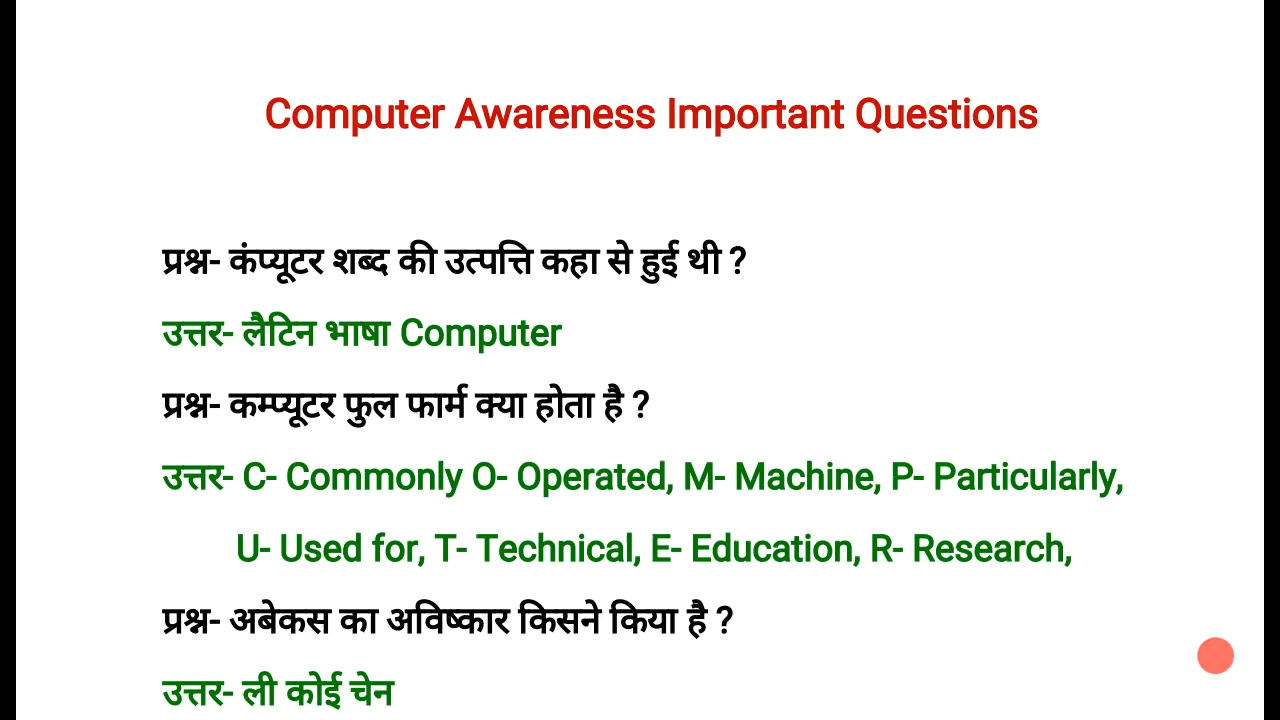 Computer Awareness Important Questions
प्रश्न- कंप्यूटर शब्द की उत्पत्ति कहा से हुई थी ?
उत्तर- लैटिन भाषा Computer
प्रश्न- कम्प्यूटर फुल फार्म क्या होता है ?
उत्तर- C- Commonly O- Operated, M- Machine, P- Particularly,
U- Used for, T- Technical, E- Education, R- Research,
प्रश्न- अबेकस का अविष्कार किसने किया है ?
उत्तर- ली कोई चेन